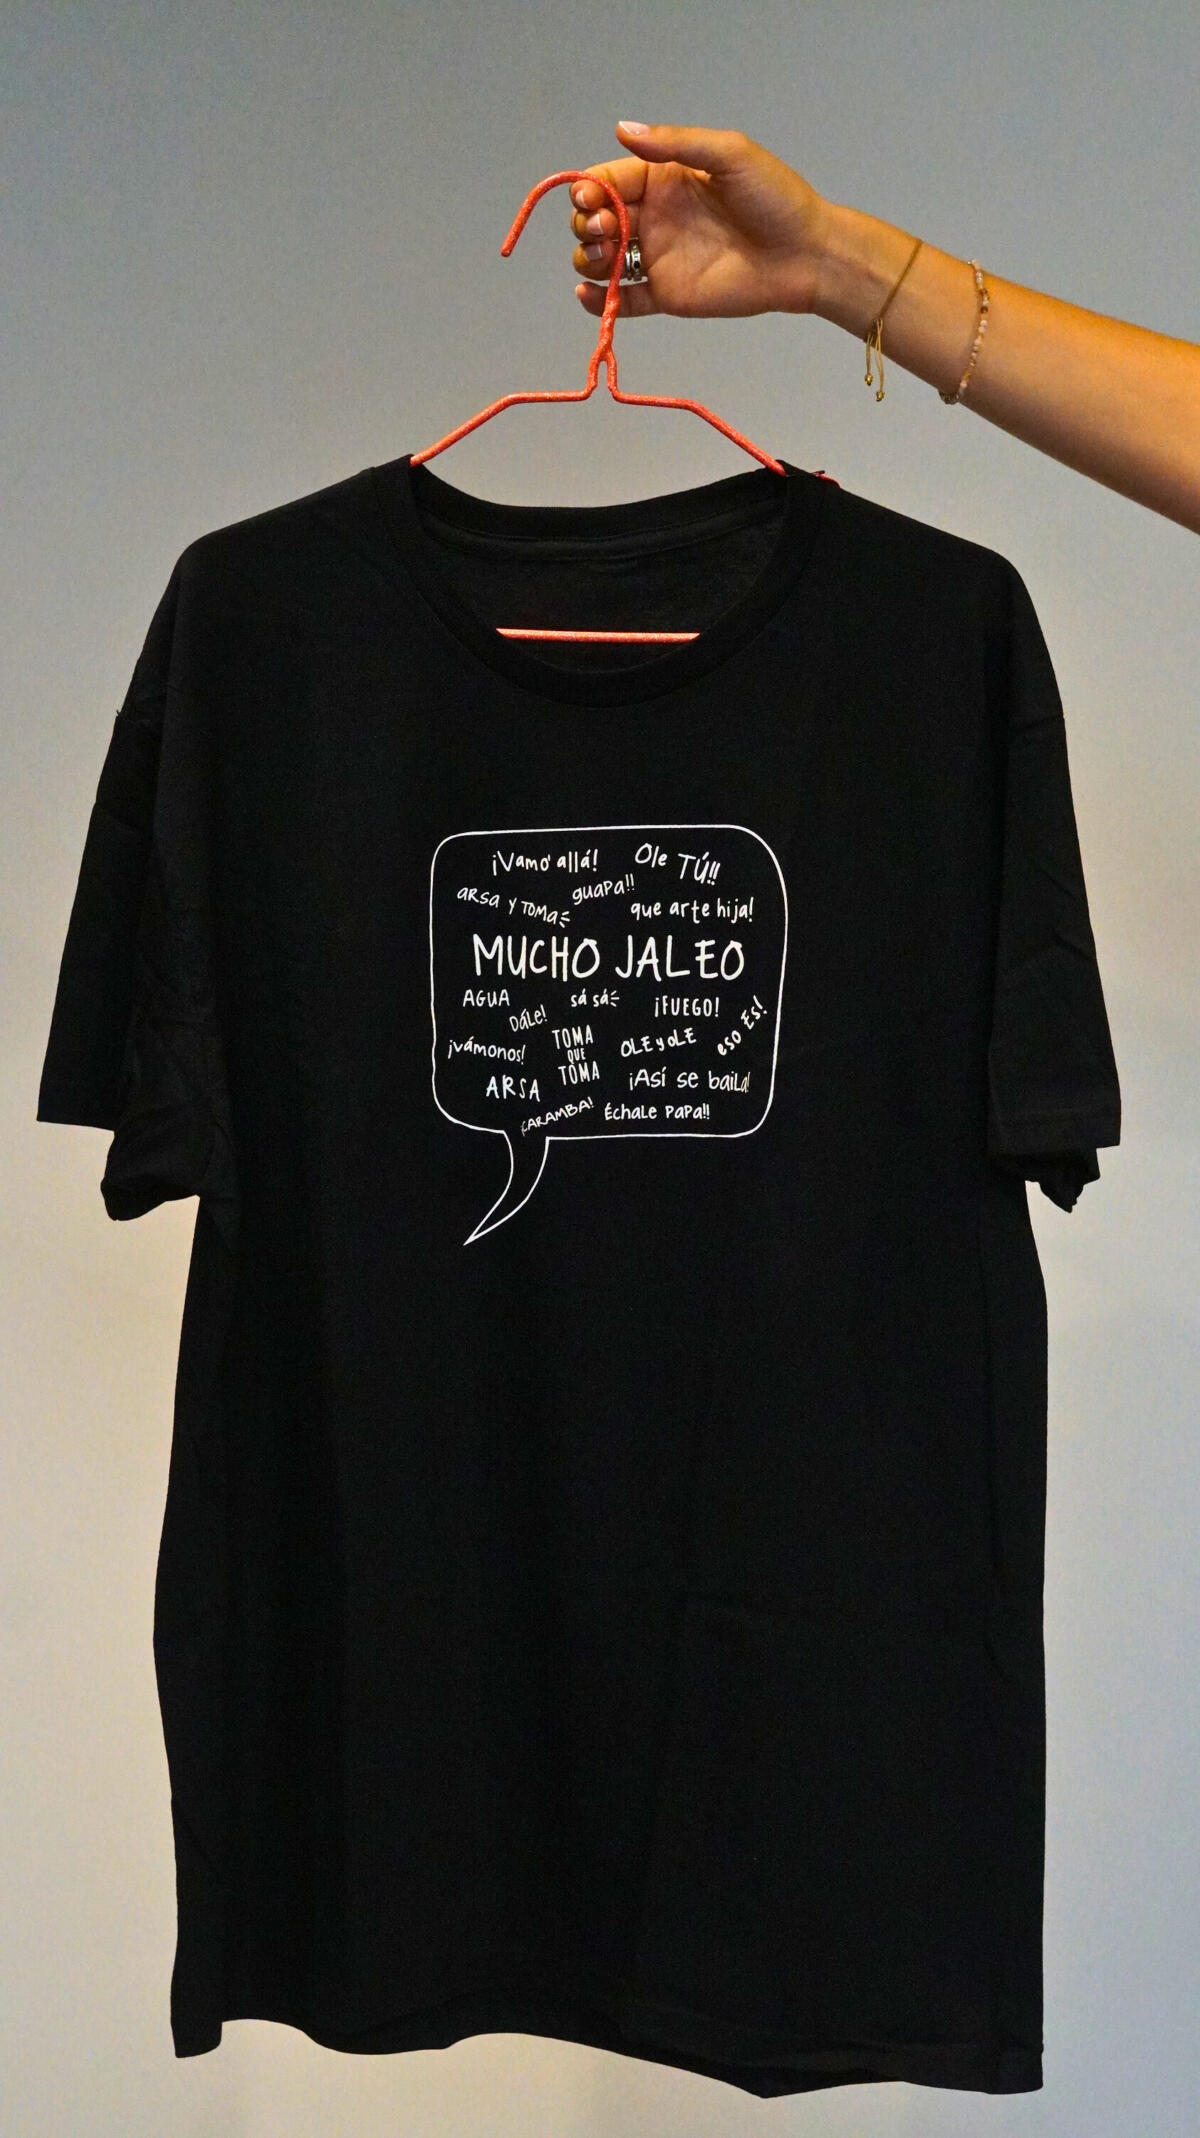 ¡Vamo' allá!
Ole TÚ!!
arsa y Toma
guapa!!
que arte hija!
MUCHO JALEO
AGUA
Dále!
sá sá
¡FUEGO!
eso Es!
¡vámonos!
TOMA
QUE
TOMA
OLE y OLE
ARSA
¡Así se baila!
¡CARAMBA!
Échale PaPa!!